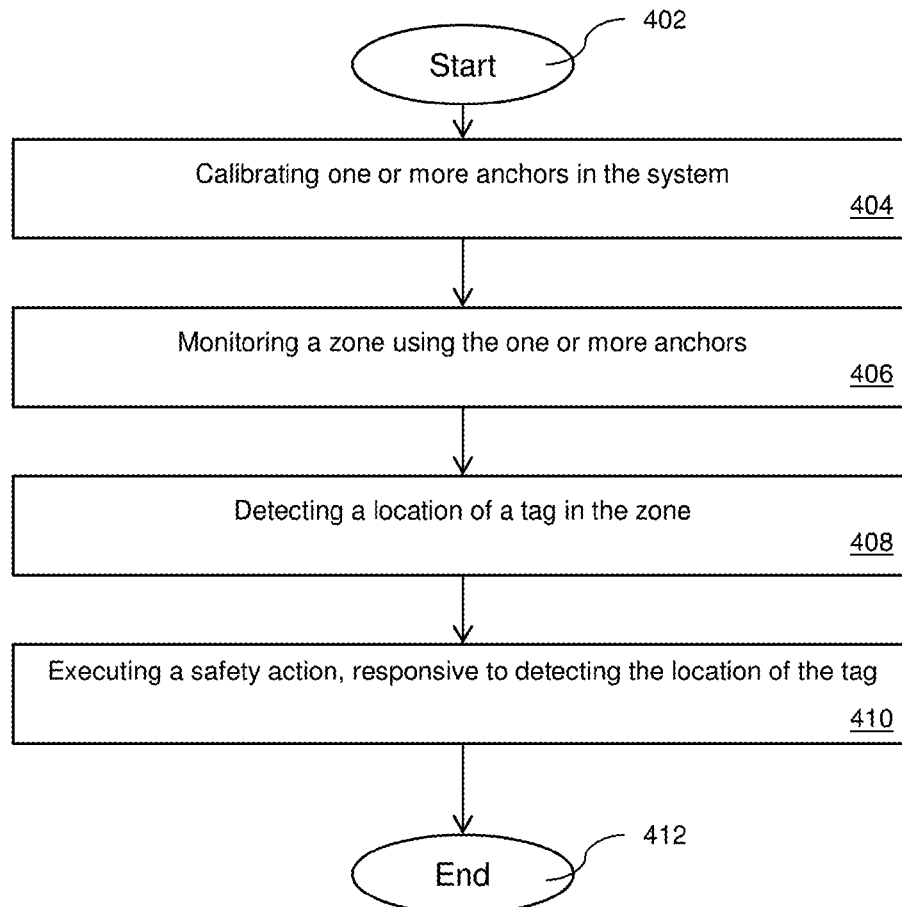 402
Start
Calibrating one or more anchors in the system
404
Monitoring a zone using the one or more anchors
406
Detecting a location of a tag in the zone
408
Executing a safety action, responsive to detecting the location of the tag
410
412
End